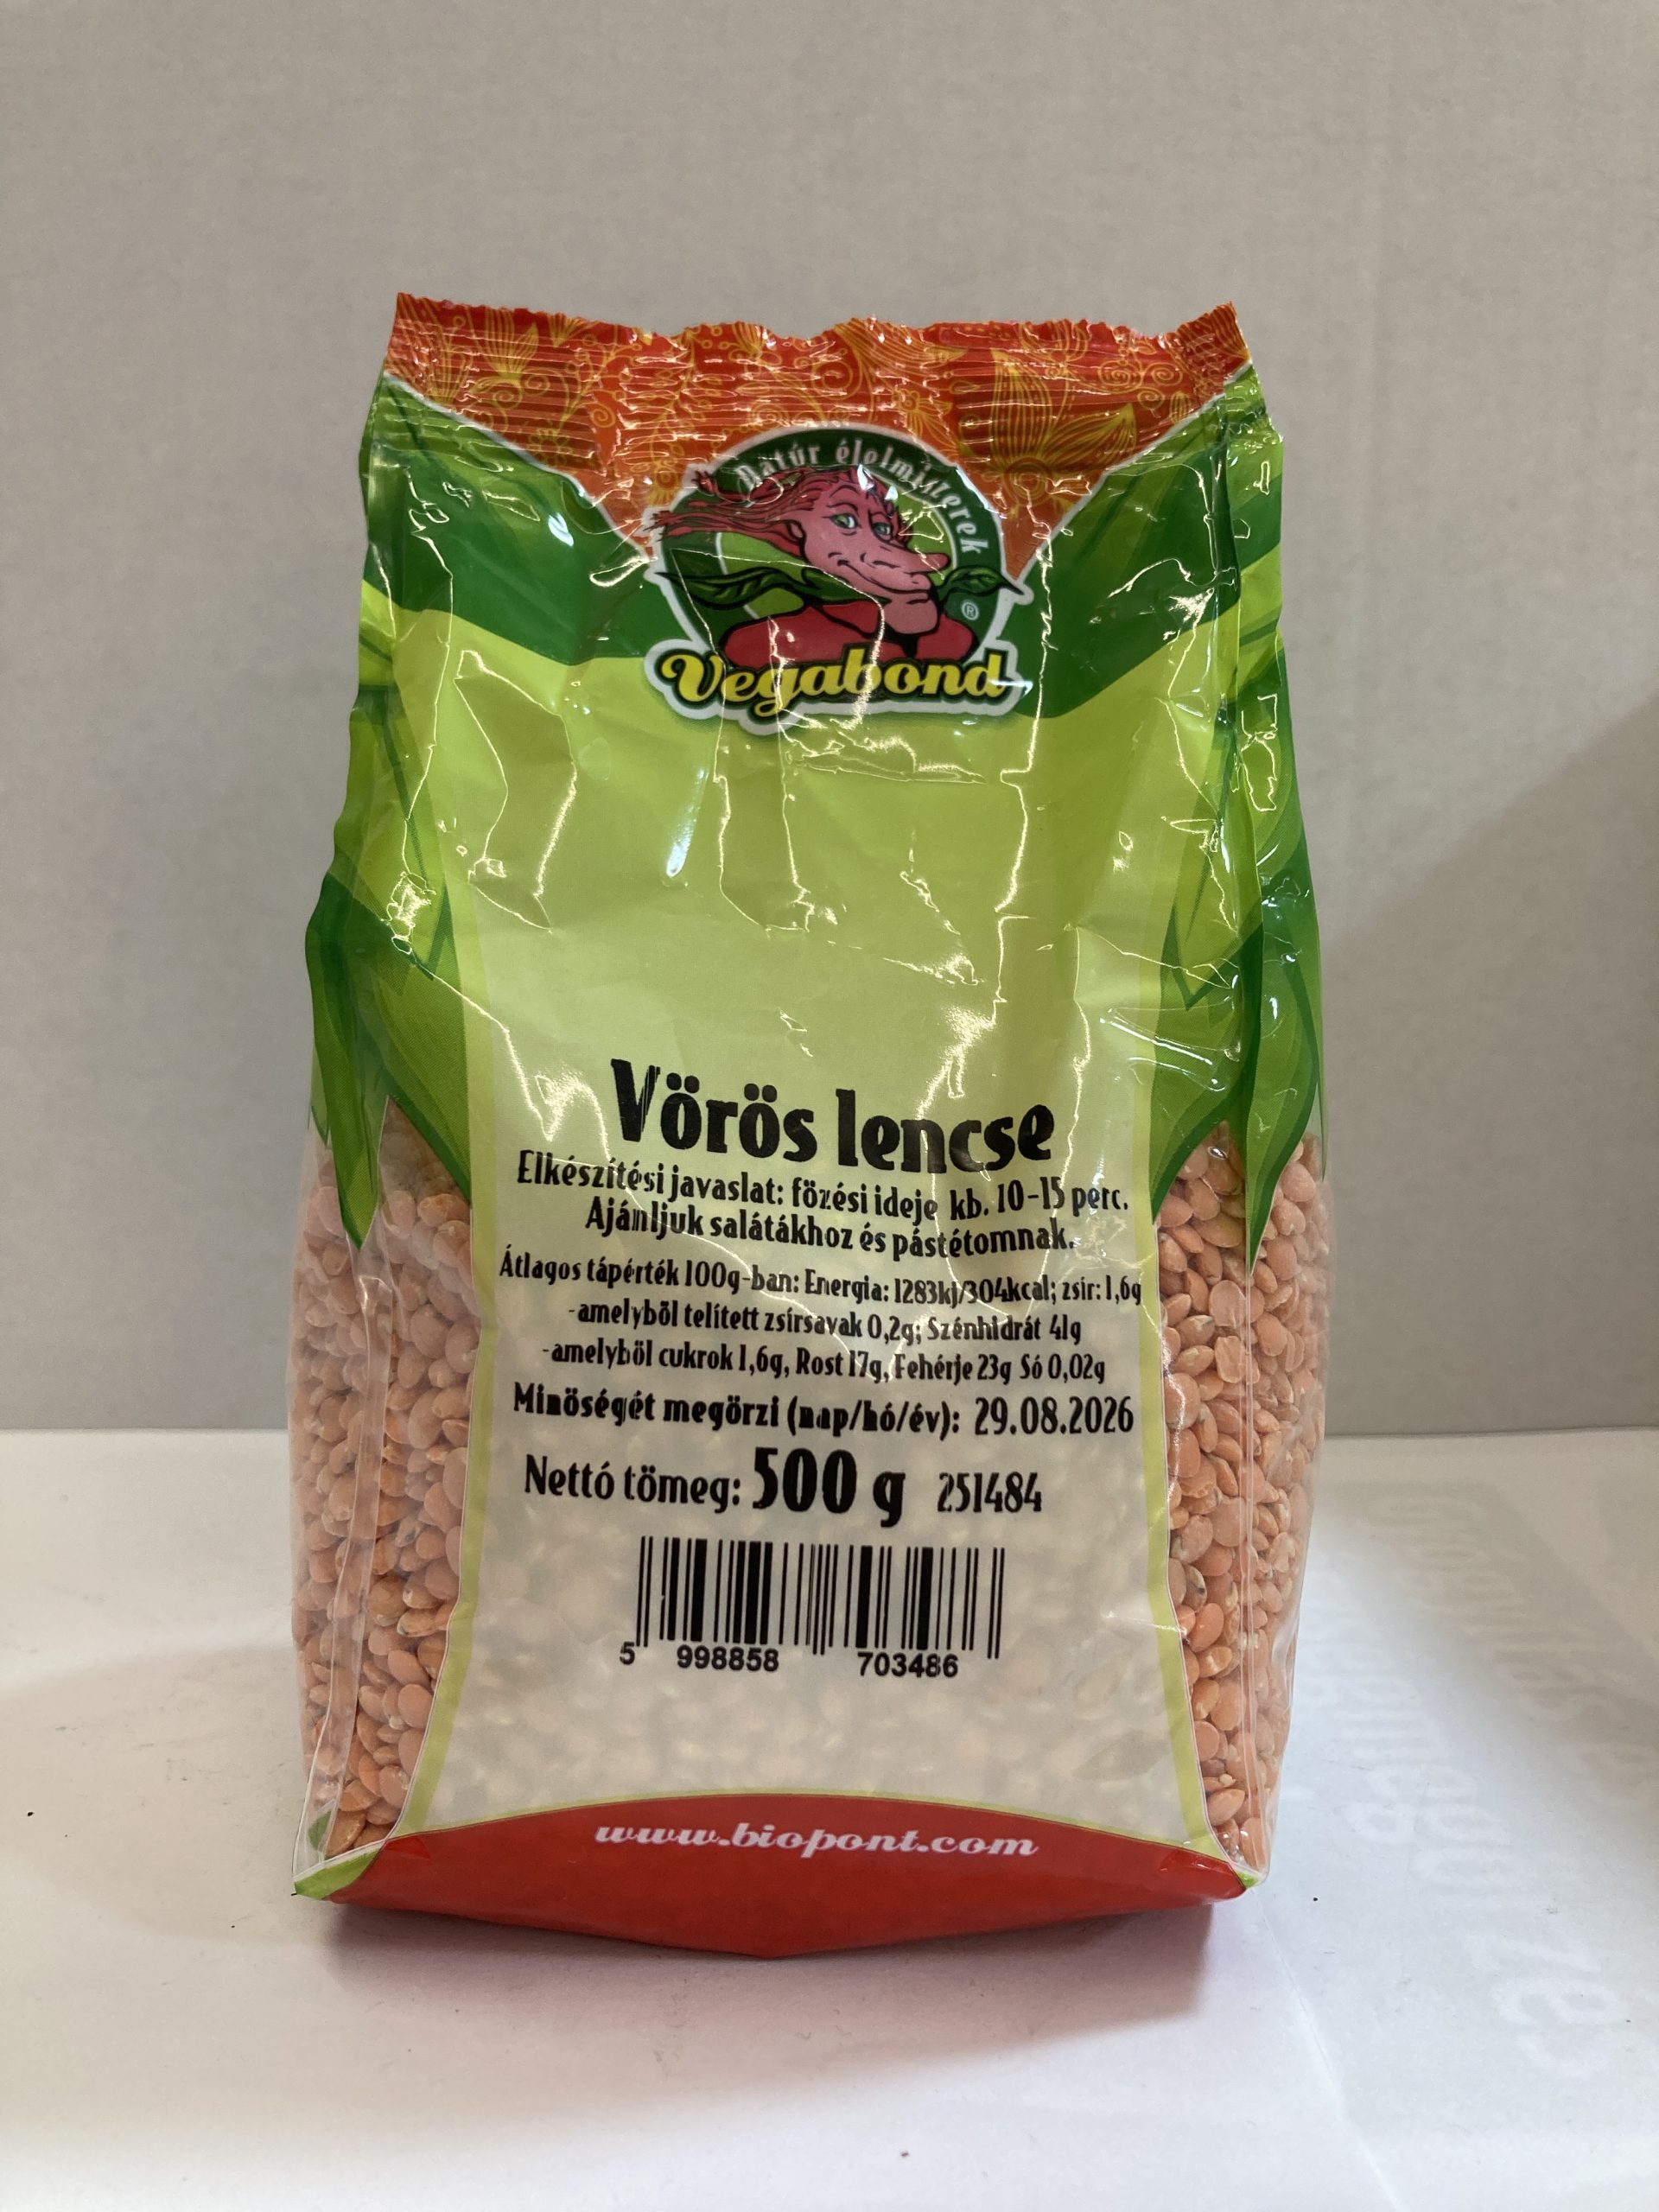 Natúr élelmiszerek
®
Vegabond
Vörös lencse
Elkészítési javaslat: főzési ideje kb. 10-15 perc.
Ajánljuk salátákhoz és pástétomnak.
Átlagos tápérték 100g-ban: Energia: 1283kj/304kcal; zsír: 1,6g
-amelyből telített zsírsavak 0,2g; Szénhidrát 41g
-amelyből cukrok 1,6g, Rost 17g, Fehérje 23g Só 0,02g
Minőségét megőrzi (nap/hó/év): 29.08.2026
Nettó tömeg: 500 g 251484
5 998858 703486
www.biopont.com